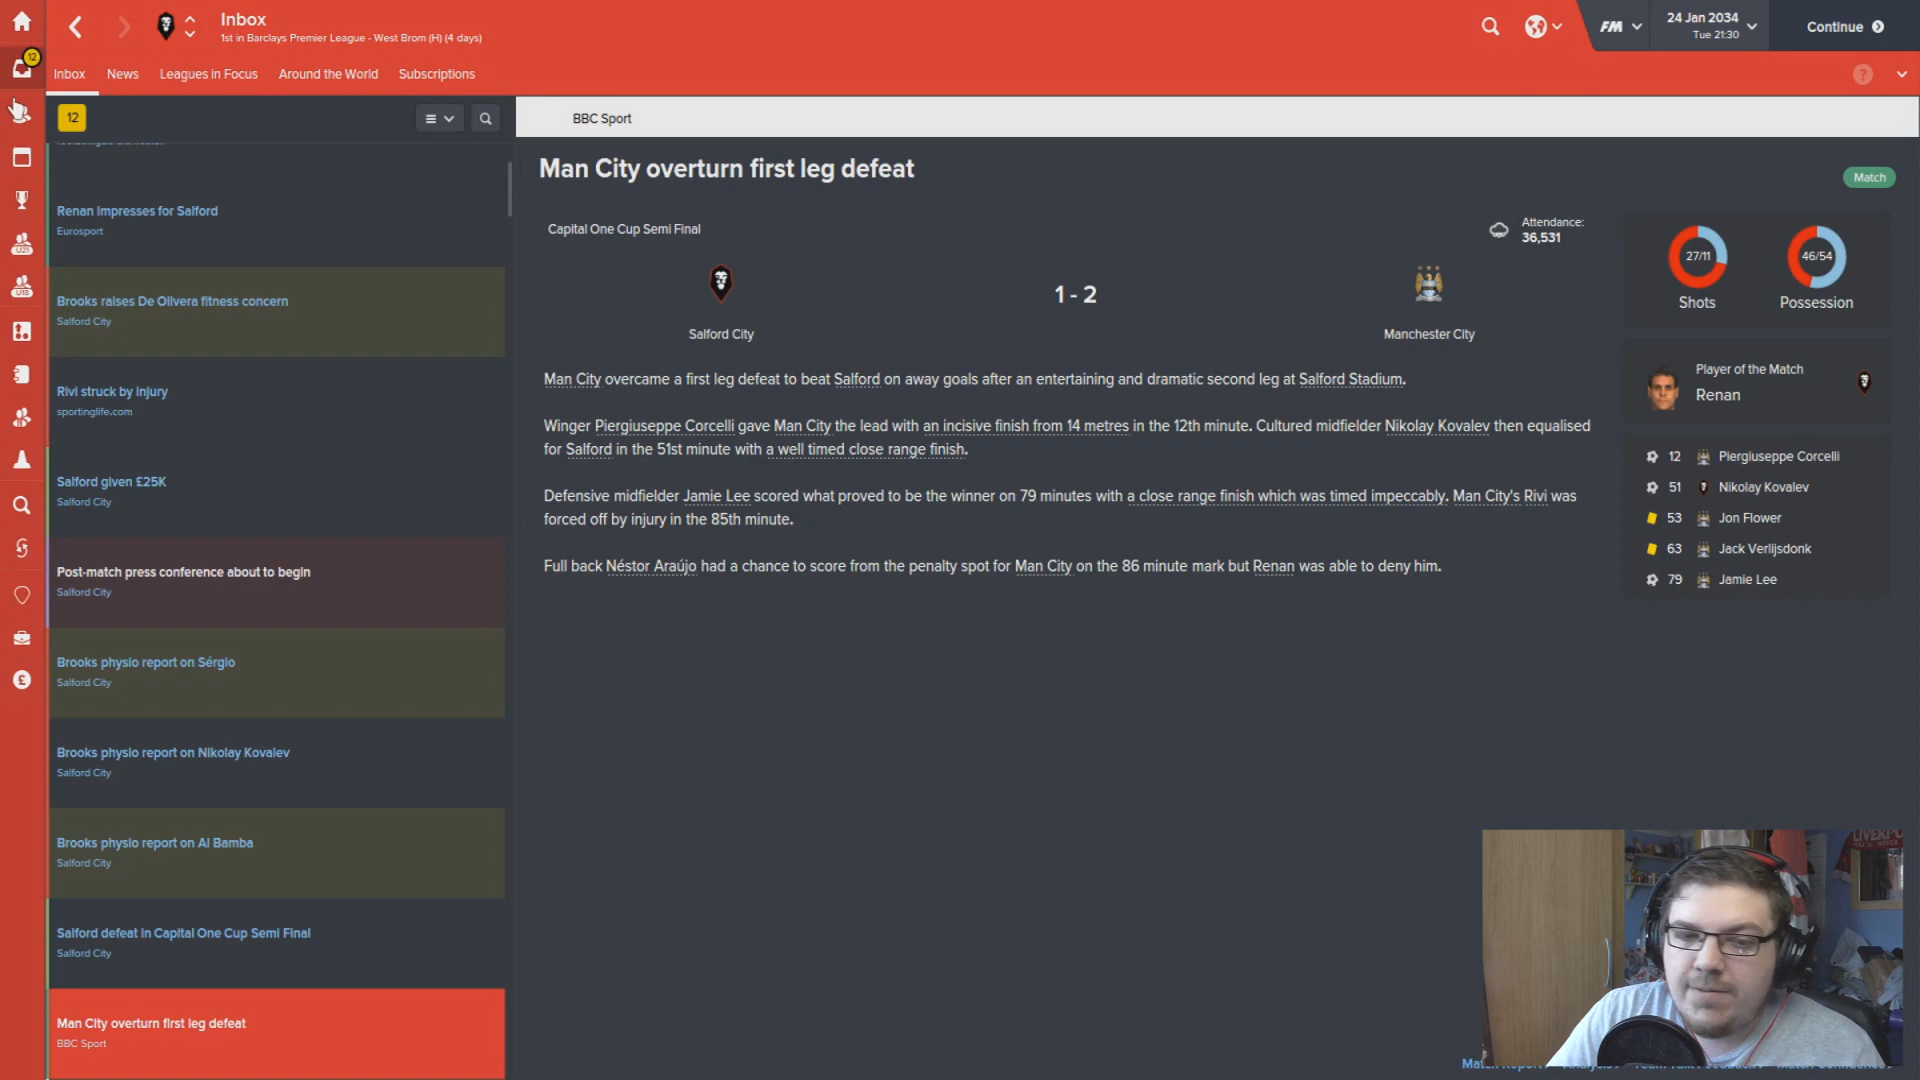 12
Inbox
1st in Barclays Premier League - West Brom (H) (4 days)
FM
24 Jan 2034
Tue 21:30
Continue
Inbox
News
Leagues in Focus
Around the World
Subscriptions
?
12
Renan impresses for Salford
Eurosport
Brooks raises De Olivera fitness concern
Salford City
Rivi struck by injury
sportinglife.com
Salford given £25K
Salford City
Post-match press conference about to begin
Salford City
Brooks physio report on Sérgio
Salford City
Brooks physio report on Nikolay Kovalev
Salford City
Brooks physio report on Al Bamba
Salford City
Salford defeat in Capital One Cup Semi Final
Salford City
Man City overturn first leg defeat
BBC Sport
U21
U18
£
BBC Sport
Man City overturn first leg defeat
Match
Capital One Cup Semi Final
Attendance:
36,531
1 - 2
Salford City
Manchester City
Man City overcame a first leg defeat to beat Salford on away goals after an entertaining and dramatic second leg at Salford Stadium.
Winger Piergiuseppe Corcelli gave Man City the lead with an incisive finish from 14 metres in the 12th minute. Cultured midfielder Nikolay Kovalev then equalised
for Salford in the 51st minute with a well timed close range finish.
Defensive midfielder Jamie Lee scored what proved to be the winner on 79 minutes with a close range finish which was timed impeccably. Man City's Rivi was
forced off by injury in the 85th minute.
Full back Néstor Araújo had a chance to score from the penalty spot for Man City on the 86 minute mark but Renan was able to deny him.
27/11
Shots
46/54
Possession
Player of the Match
Renan
12 Piergiuseppe Corcelli
51 Nikolay Kovalev
53 Jon Flower
63 Jack Verlijsdonk
79 Jamie Lee